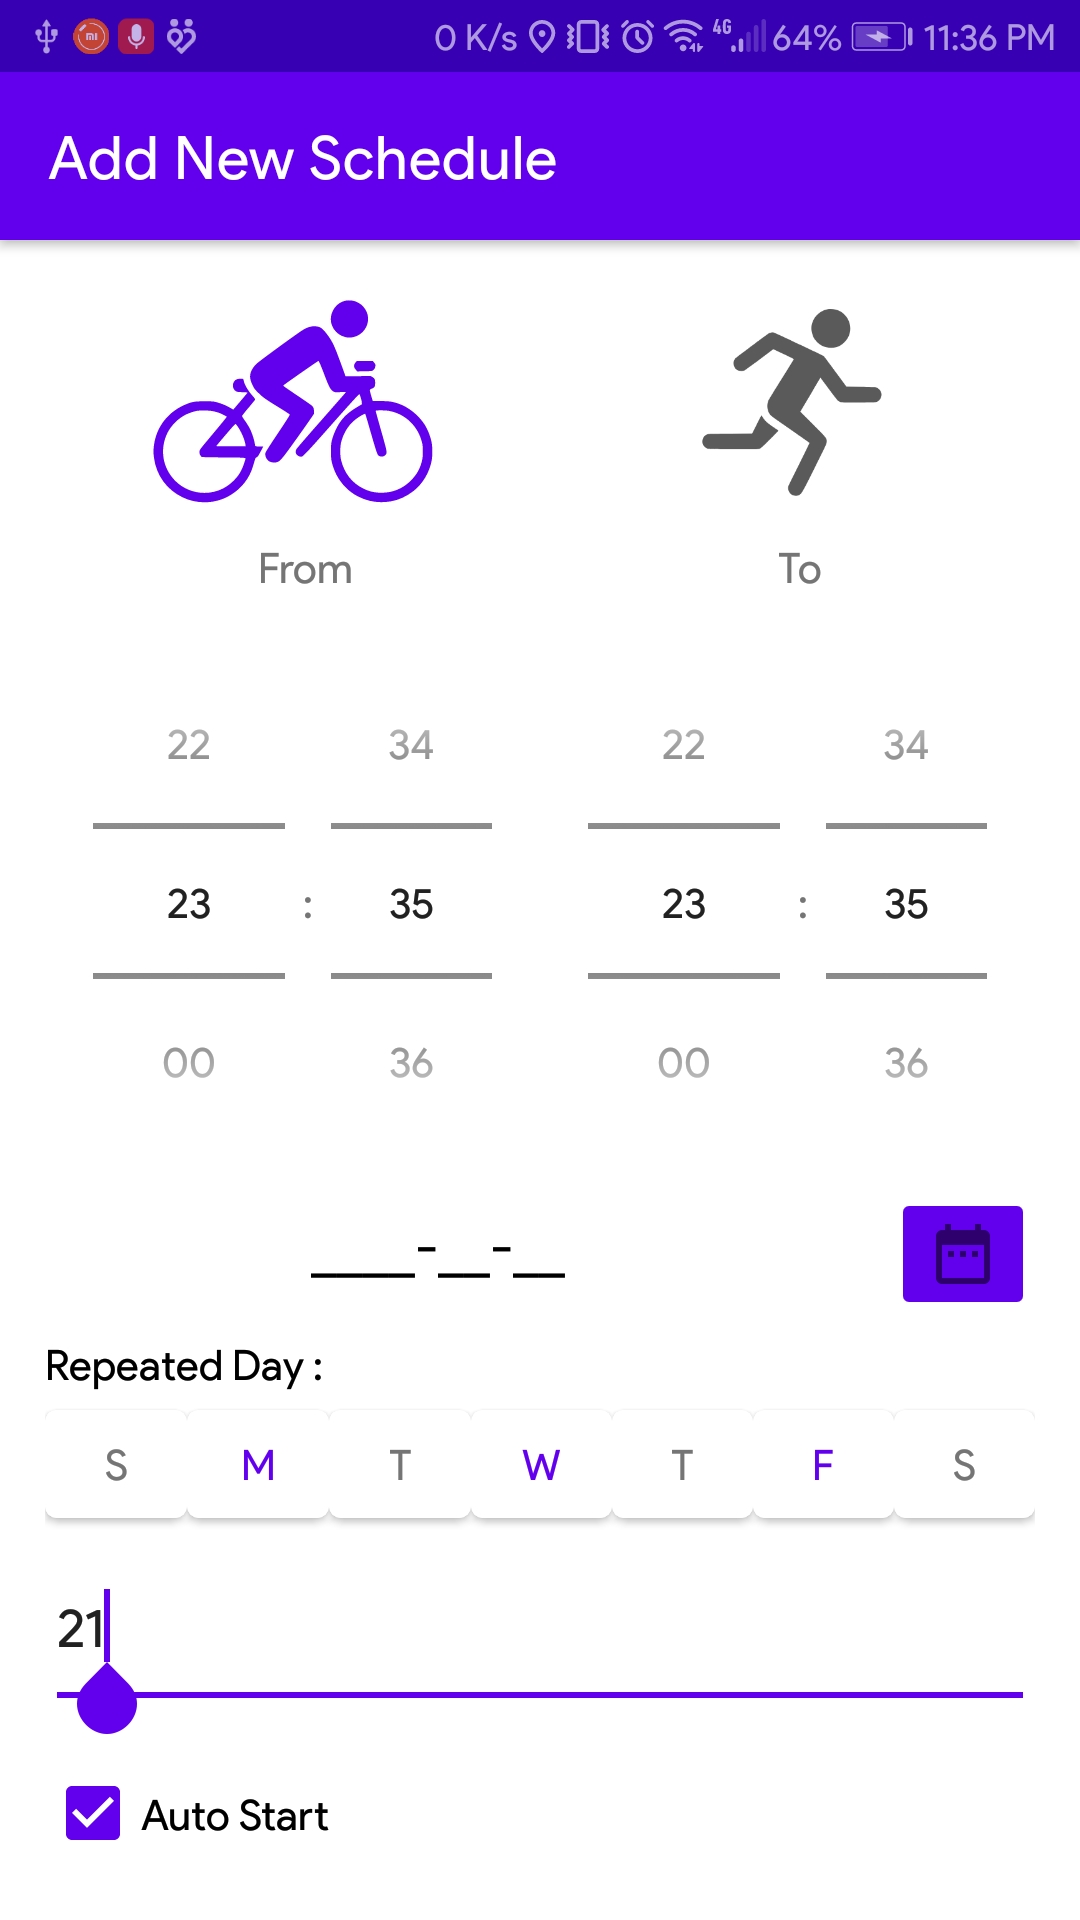 0 K/s 4G 64% 11:36 PM
Add New Schedule
From To
22 34 22 34
23 : 35 23 : 35
00 36 00 36
____-__-__
Repeated Day :
S M T W T F S
21
Auto Start